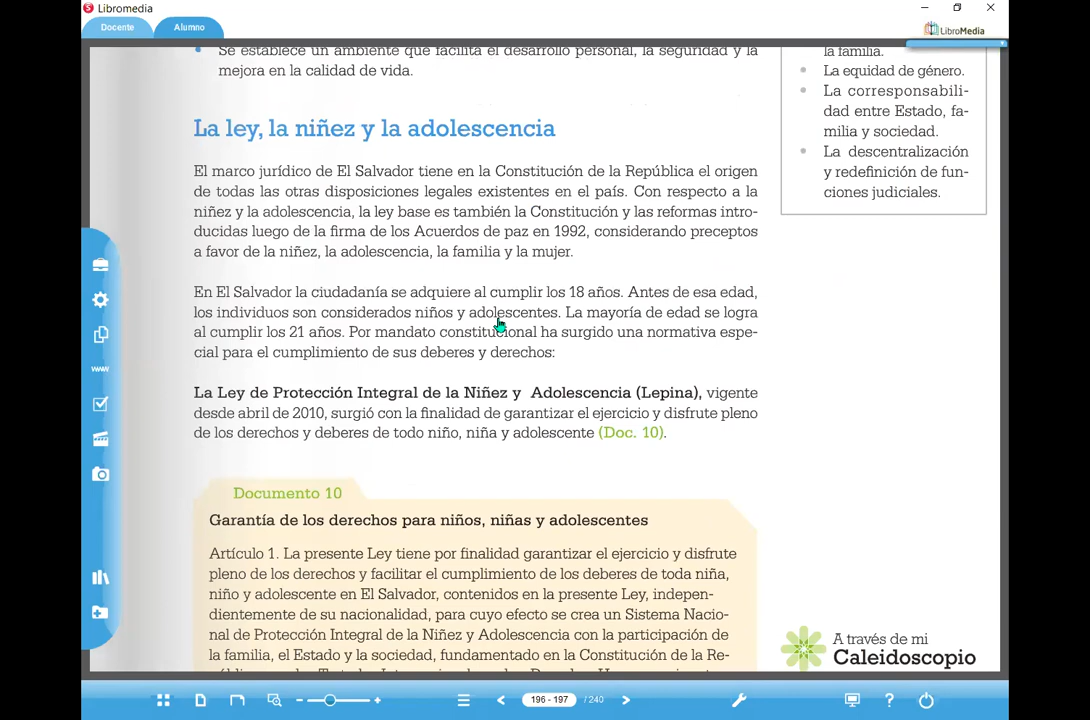 Libromedia
Docente
Alumno
LibroMedia
Se establece un ambiente que facilita el desarrollo personal, la seguridad y la
mejora en la calidad de vida.
La ley, la niñez y la adolescencia
El marco jurídico de El Salvador tiene en la Constitución de la República el origen
de todas las otras disposiciones legales existentes en el país. Con respecto a la
niñez y la adolescencia, la ley base es también la Constitución y las reformas intro-
ducidas luego de la firma de los Acuerdos de paz en 1992, considerando preceptos
a favor de la niñez, la adolescencia, la familia y la mujer.
En El Salvador la ciudadanía se adquiere al cumplir los 18 años. Antes de esa edad,
los individuos son considerados niños y adolescentes. La mayoría de edad se logra
al cumplir los 21 años. Por mandato constitucional ha surgido una normativa espe-
cial para el cumplimiento de sus deberes y derechos:
La Ley de Protección Integral de la Niñez y Adolescencia (Lepina), vigente
desde abril de 2010, surgió con la finalidad de garantizar el ejercicio y disfrute pleno
de los derechos y deberes de todo niño, niña y adolescente (Doc. 10).
Documento 10
Garantía de los derechos para niños, niñas y adolescentes
Artículo 1. La presente Ley tiene por finalidad garantizar el ejercicio y disfrute
pleno de los derechos y facilitar el cumplimiento de los deberes de toda niña,
niño y adolescente en El Salvador, contenidos en la presente Ley, indepen-
dientemente de su nacionalidad, para cuyo efecto se crea un Sistema Nacio-
nal de Protección Integral de la Niñez y Adolescencia con la participación de
la familia, el Estado y la sociedad, fundamentado en la Constitución de la Re-
la familia.
La equidad de género.
La corresponsabili-
dad entre Estado, fa-
milia y sociedad.
La descentralización
y redefinición de fun-
ciones judiciales.
A través de mi
Caleidoscopio
www
196 - 197 / 240